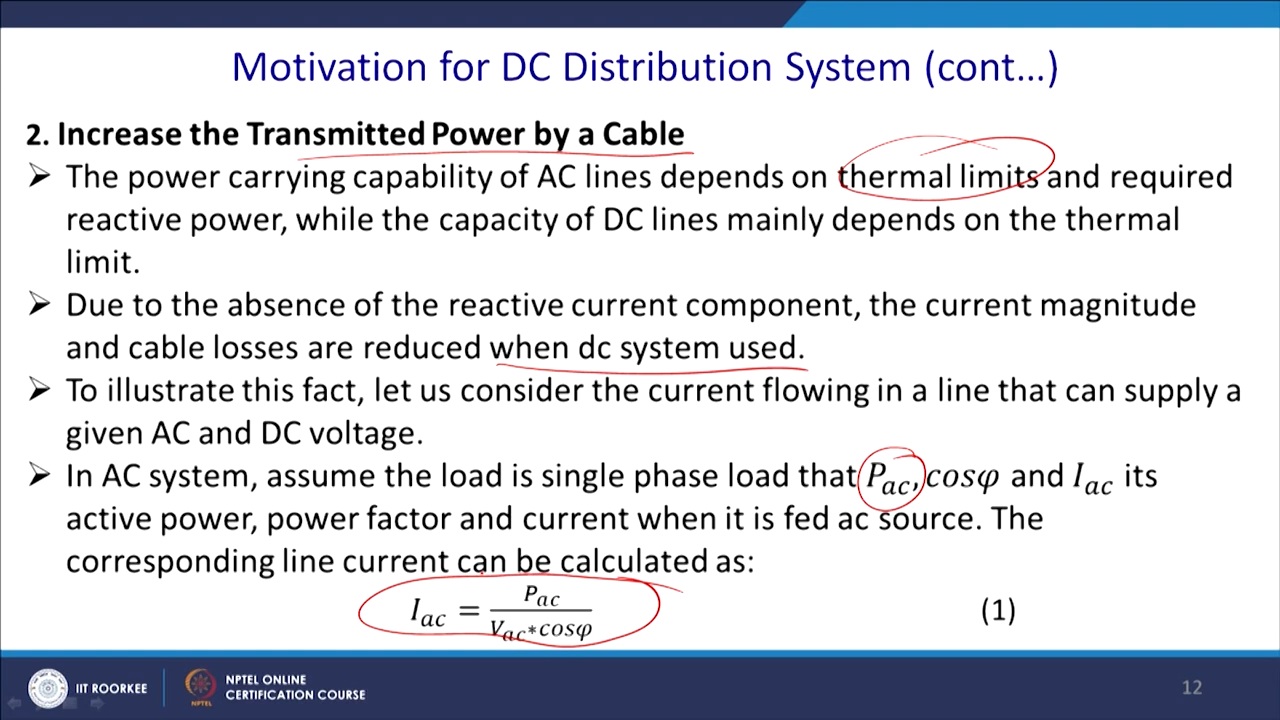 Motivation for DC Distribution System (cont...)
2. Increase the Transmitted Power by a Cable
➢ The power carrying capability of AC lines depends on thermal limits and required
reactive power, while the capacity of DC lines mainly depends on the thermal
limit.
➢ Due to the absence of the reactive current component, the current magnitude
and cable losses are reduced when dc system used.
➢ To illustrate this fact, let us consider the current flowing in a line that can supply a
given AC and DC voltage.
➢ In AC system, assume the load is single phase load that P_ac, cosφ and I_ac its
active power, power factor and current when it is fed ac source. The
corresponding line current can be calculated as:
I_ac = P_ac / (V_ac*cosφ) (1)
IIT ROORKEE
NPTEL
NPTEL ONLINE
CERTIFICATION COURSE
12